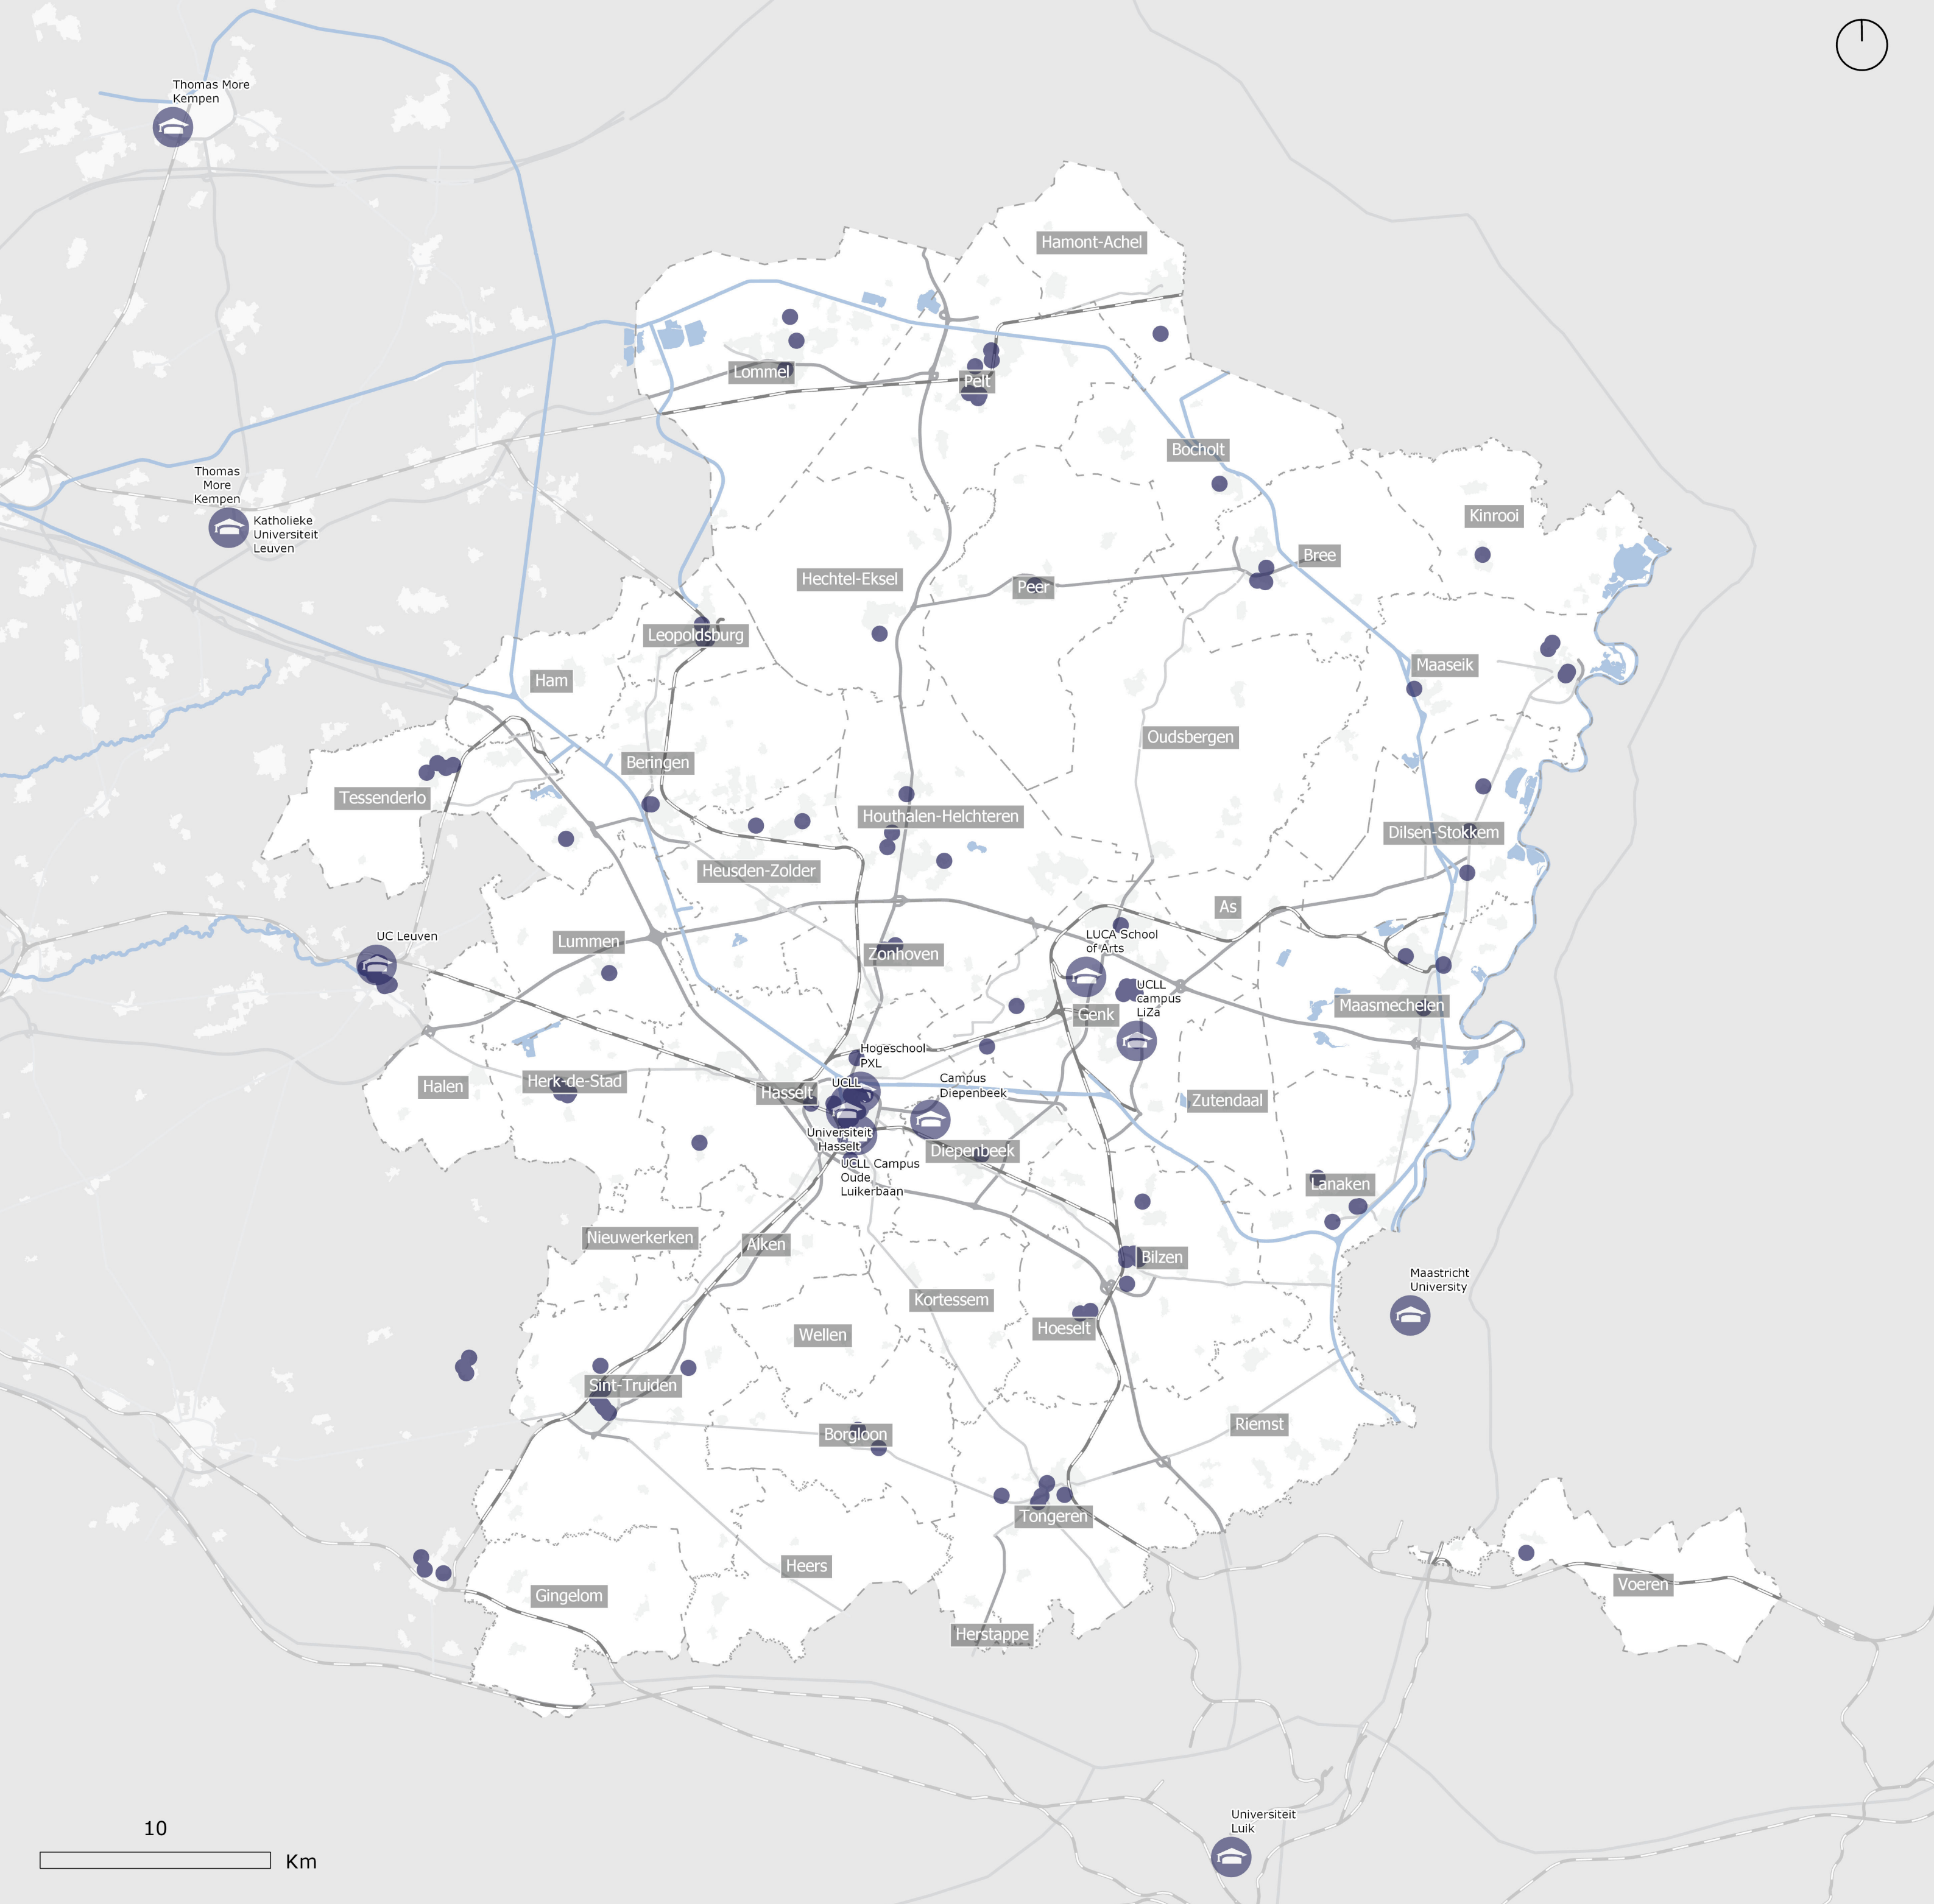 Thomas More
Kempen
Hamont-Achel
Lommel
Pelt
Bocholt
Thomas
More
Kempen
Katholieke
Universiteit
Leuven
Kinrooi
Bree
Hechtel-Eksel
Peer
Leopoldsburg
Maaseik
Ham
Oudsbergen
Beringen
Tessenderlo
Houthalen-Helchteren
Dilsen-Stokkem
Heusden-Zolder
As
UC Leuven
Lummen
LUCA School
of Arts
Zonhoven
UCLL
campus
LiZa
Maasmechelen
Genk
Hogeschool
PXL
Halen
Herk-de-Stad
UCLL
Campus
Diepenbeek
Hasselt
Zutendaal
Universiteit
Hasselt
Diepenbeek
UCLL Campus
Oude
Luikerbaan
Lanaken
Nieuwerkerken
Alken
Bilzen
Maastricht
University
Kortessem
Hoeselt
Wellen
Sint-Truiden
Riemst
Borgloon
Tongeren
Heers
Voeren
Gingelom
Herstappe
Universiteit
Luik
10
Km